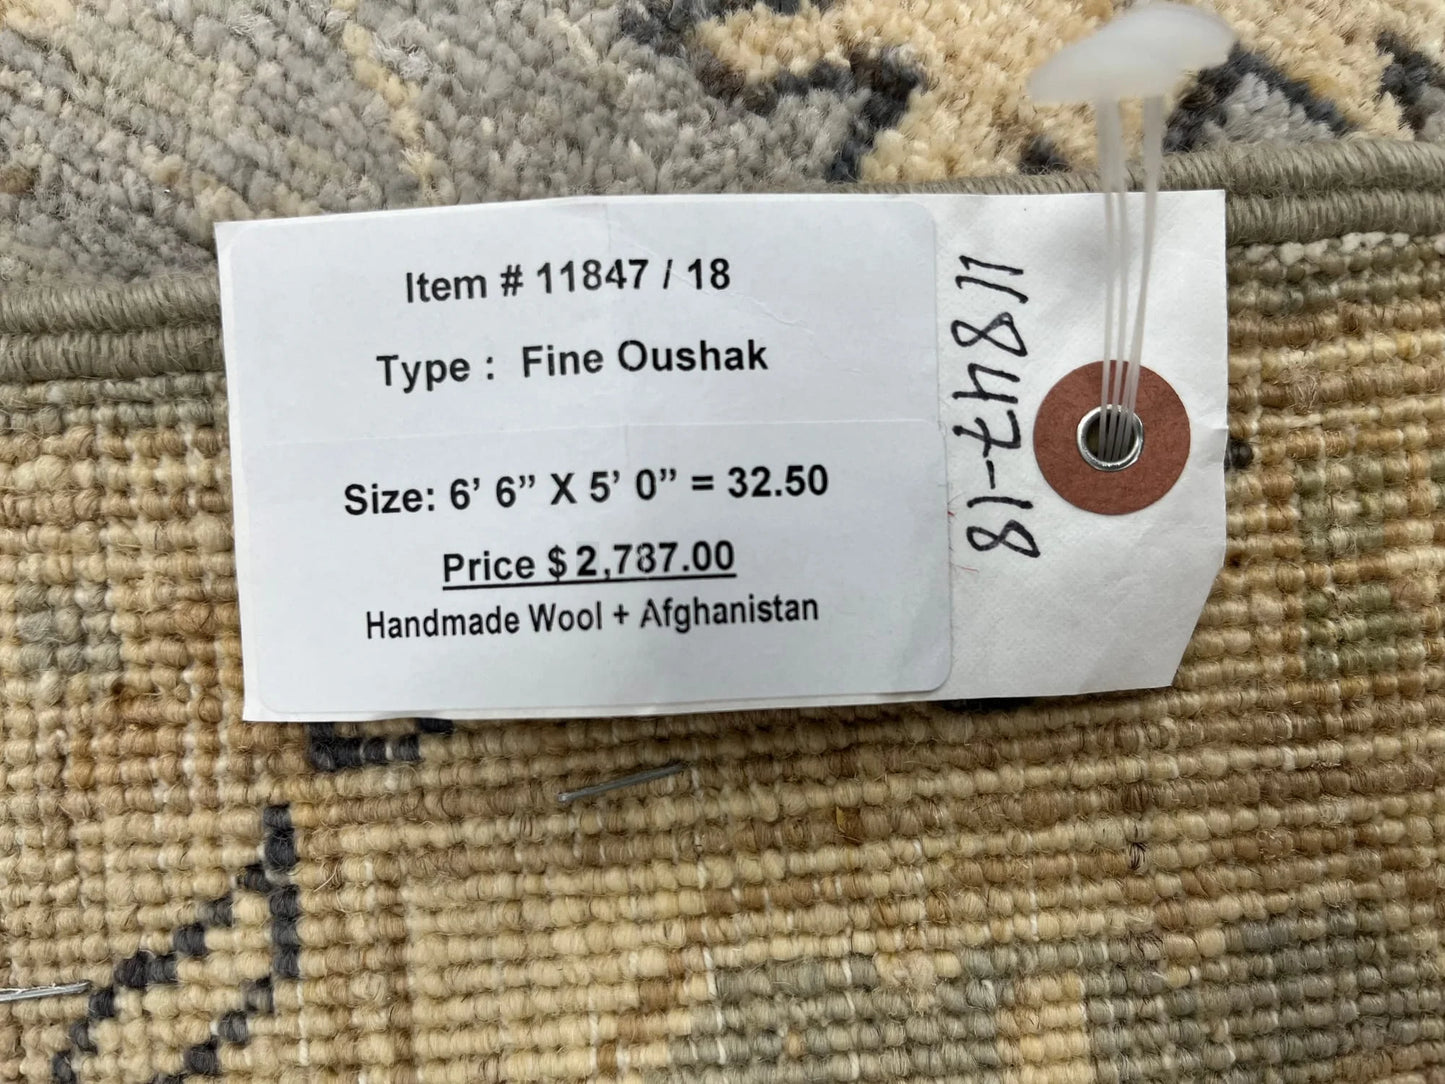 Item # 11847 / 18
Type : Fine Oushak
Size: 6’ 6” X 5’ 0” = 32.50
Price $ 2,787.00
Handmade Wool + Afghanistan
11847-18